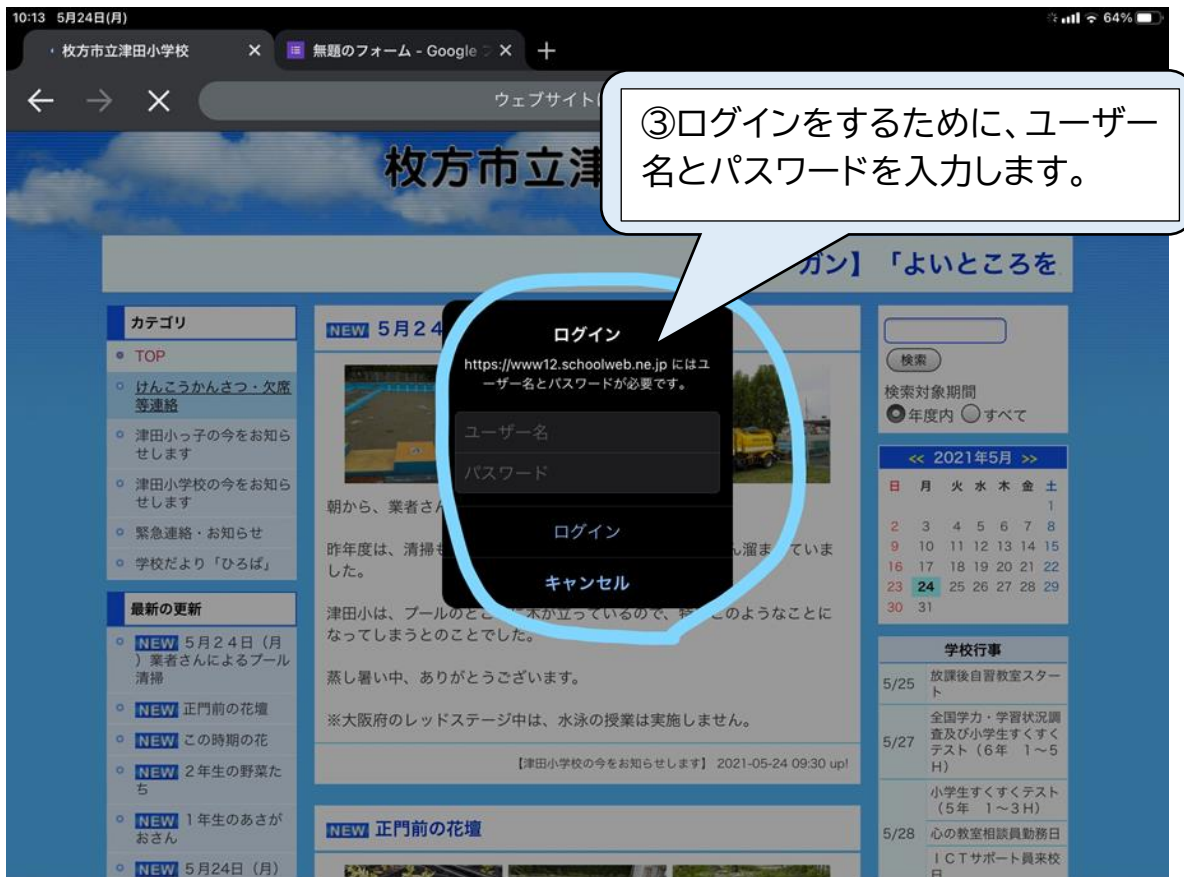 10:13 5月24日(月)
64%
枚方市立津田小学校
無題のフォーム - Google フ
ウェブサイトに
③ログインをするために、ユーザー
名とパスワードを入力します。
枚方市立津
ガン】「よいところを
カテゴリ
TOP
けんこうかんさつ・欠席
等連絡
津田小っ子の今をお知ら
せします
津田小学校の今をお知ら
せします
緊急連絡・お知らせ
学校だより「ひろば」
最新の更新
NEW 5月24日（月
）業者さんによるプール
清掃
NEW 正門前の花壇
NEW この時期の花
NEW 2年生の野菜た
ち
NEW 1年生のあさが
おさん
NEW 5月24日（月）
NEW 5月24
ログイン
https://www12.schoolweb.ne.jp にはユ
ーザー名とパスワードが必要です。
ユーザー名
パスワード
ログイン
キャンセル
朝から、業者さん
昨年度は、清掃も
ん溜まっていま
した。
津田小は、プールのとこ
に木が立っているので、特に このようなことに
なってしまうとのことでした。
蒸し暑い中、ありがとうございます。
※大阪府のレッドステージ中は、水泳の授業は実施しません。
【津田小学校の今をお知らせします】 2021-05-24 09:30 up!
NEW 正門前の花壇
検索
検索対象期間
年度内 すべて
<< 2021年5月 >>
日 月 火 水 木 金 土
1
2 3 4 5 6 7 8
9 10 11 12 13 14 15
16 17 18 19 20 21 22
23 24 25 26 27 28 29
30 31
学校行事
5/25 放課後自習教室スター
ト
全国学力・学習状況調
5/27 査及び小学生すくすく
テスト（6年 1～5
H）
小学生すくすくテスト
（5年 1～3H）
5/28 心の教室相談員勤務日
ICTサポート員来校
日